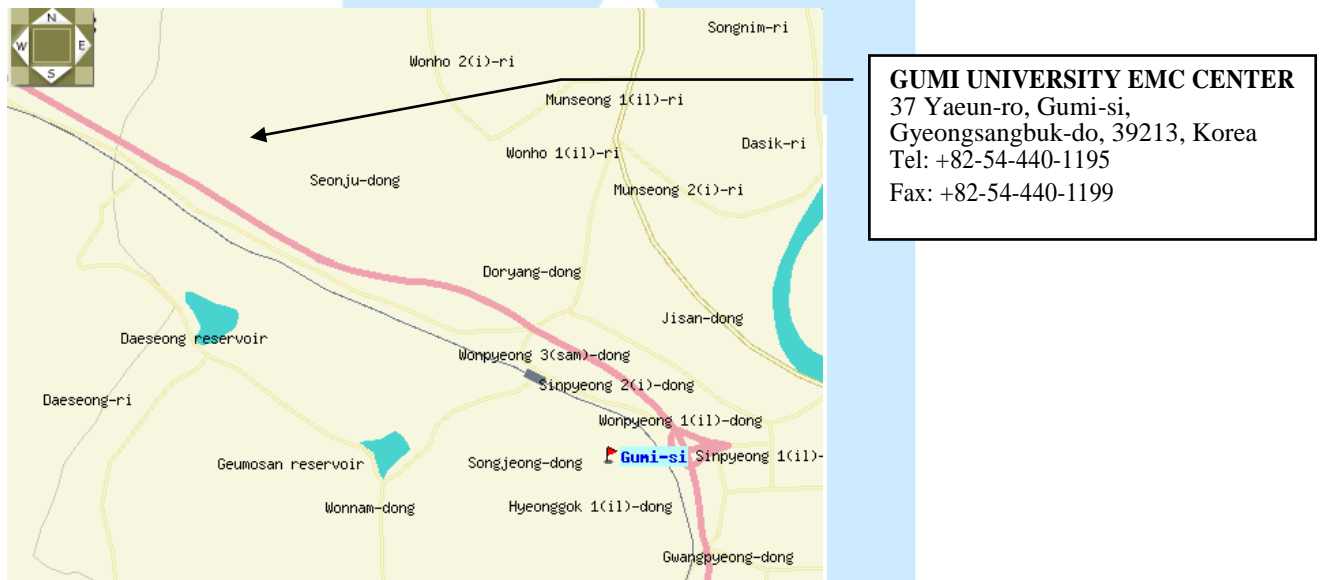 N
W E
S
Songnim-ri
Wonho 2(i)-ri
Munseong 1(il)-ri
Dasik-ri
Wonho 1(il)-ri
Seonju-dong
Munseong 2(i)-ri
Doryang-dong
Jisan-dong
Daeseong reservoir
Wonpyeong 3(sam)-dong
Sinpyeong 2(i)-dong
Daeseong-ri
Wonpyeong 1(il)-dong
Gumi-si
Sinpyeong 1(il)-
Geumosan reservoir
Songjeong-dong
Wonnam-dong
Hyeonggok 1(il)-dong
Gwangpyeong-dong
GUMI UNIVERSITY EMC CENTER
37 Yaeun-ro, Gumi-si,
Gyeongsangbuk-do, 39213, Korea
Tel: +82-54-440-1195
Fax: +82-54-440-1199